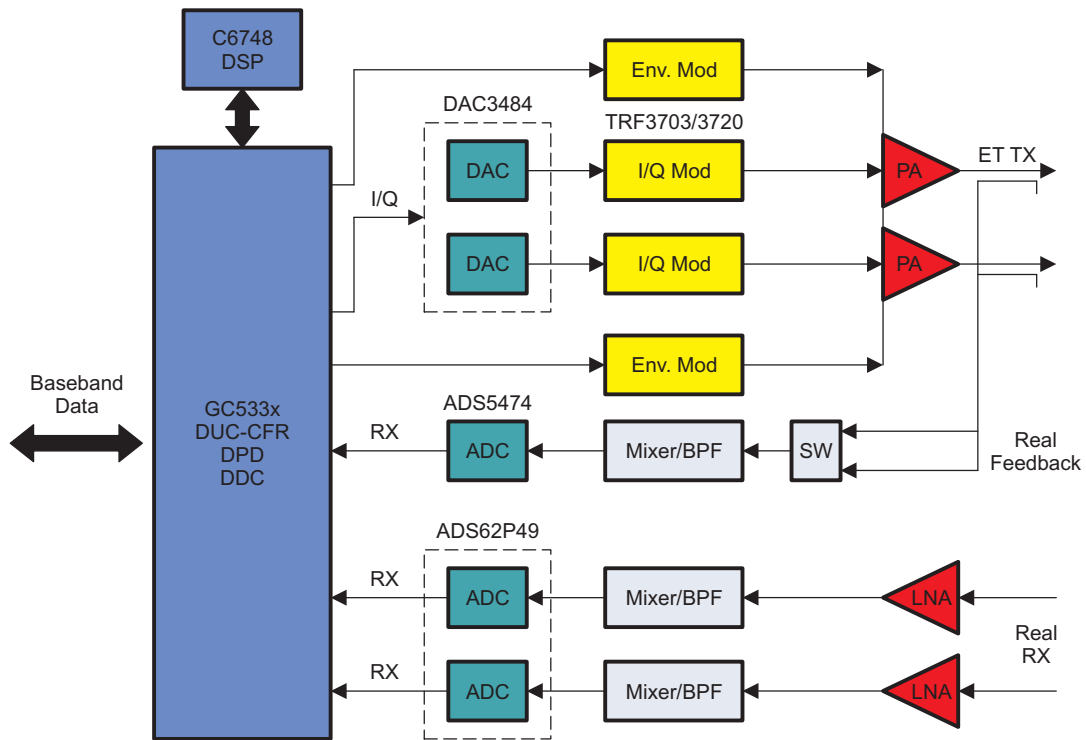 C6748
DSP
Env. Mod
DAC3484
TRF3703/3720
DAC
I/Q Mod
PA
ET TX
I/Q
DAC
I/Q Mod
PA
Env. Mod
Baseband
Data
GC533x
DUC-CFR
DPD
DDC
ADS5474
RX
ADC
Mixer/BPF
SW
Real
Feedback
ADS62P49
RX
ADC
Mixer/BPF
LNA
Real
RX
RX
ADC
Mixer/BPF
LNA